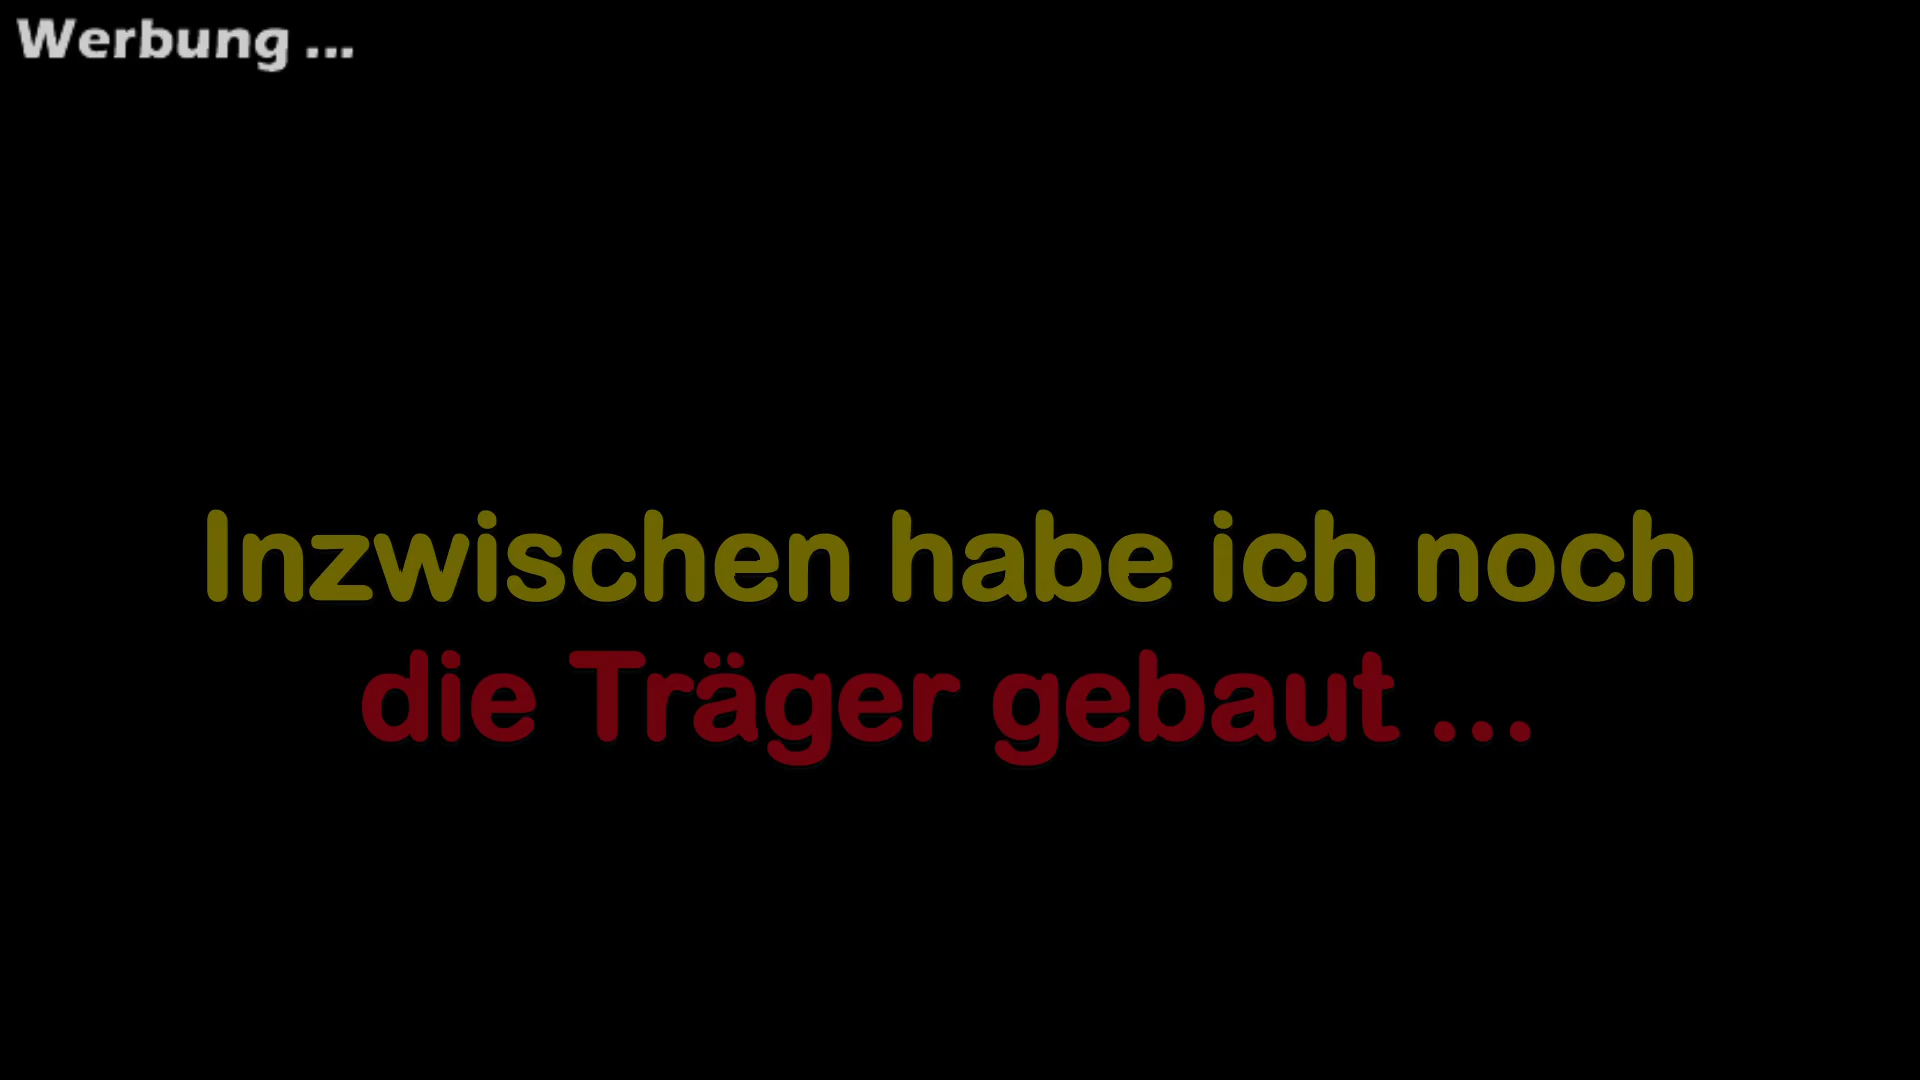 Werbung ...
Inzwischen habe ich noch
die Träger gebaut ...